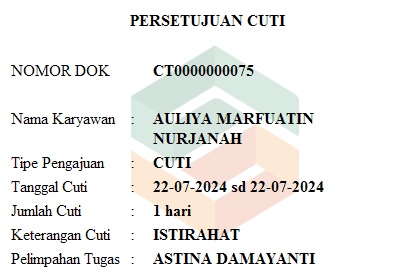 PERSETUJUAN CUTI
NOMOR DOK CT0000000075
Nama Karyawan : AULIYA MARFUATIN
NURJANAH
Tipe Pengajuan : CUTI
Tanggal Cuti : 22-07-2024 sd 22-07-2024
Jumlah Cuti : 1 hari
Keterangan Cuti : ISTIRAHAT
Pelimpahan Tugas : ASTINA DAMAYANTI